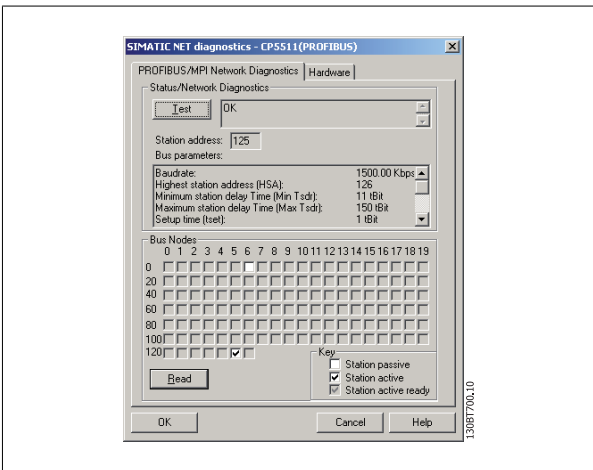 SIMATIC NET diagnostics - CP5511(PROFIBUS)
PROFIBUS/MPI Network Diagnostics Hardware
Status/Network Diagnostics
Test OK
Station address: 125
Bus parameters:
Baudrate: 1500.00 Kbps
Highest station address (HSA): 126
Minimum station delay Time (Min Tsdr): 11 tBit
Maximum station delay Time (Max Tsdr): 150 tBit
Setup time (tset): 1 tBit
Bus Nodes
0 1 2 3 4 5 6 7 8 9 10 11 12 13 14 15 16 17 18 19
0
20
40
60
80
100
120
Key
Station passive
Station active
Station active ready
Read
OK Cancel Help
130BT700.10